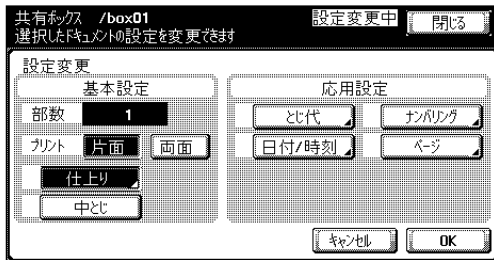 共有ボックス /box01 設定変更中 閉じる
選択したドキュメントの設定を変更できます
設定変更
基本設定 応用設定
部数 1 とじ代 ナンバリング
プリント 片面 両面 日付/時刻 ページ
仕上り
中とじ
キャンセル OK